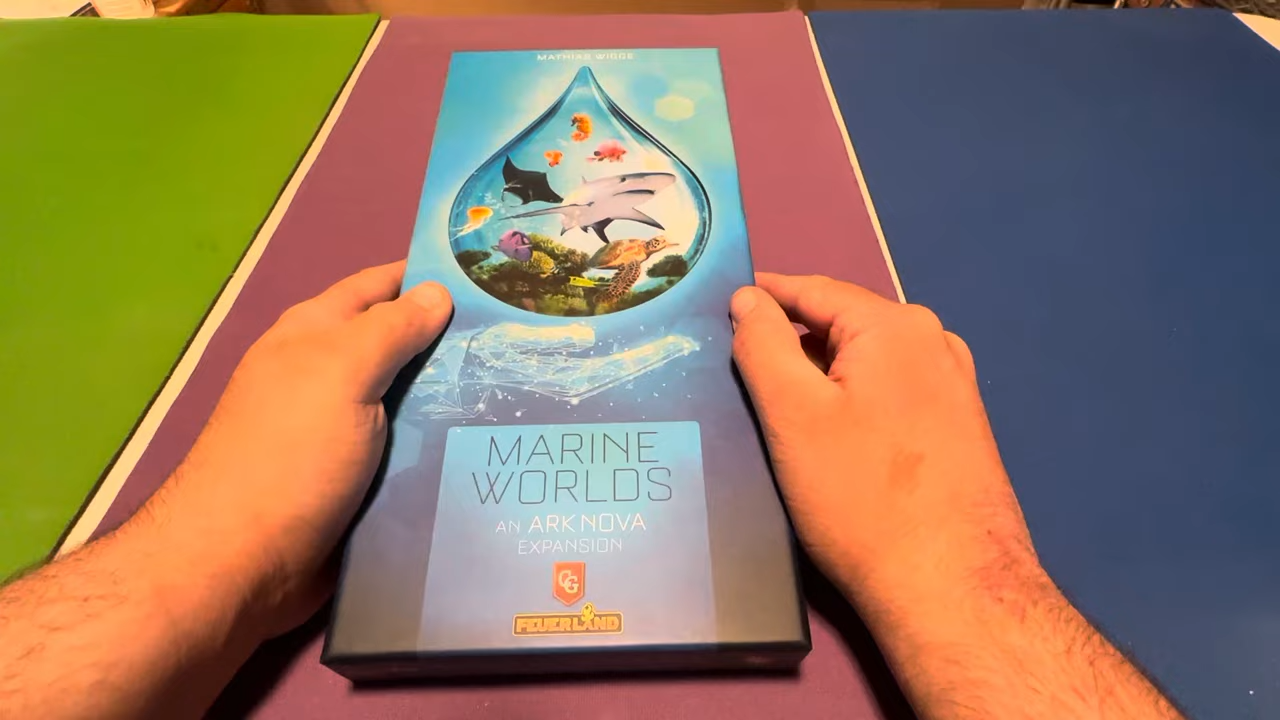 MATHIAS WIGGE
MARINE
WORLDS
AN ARK NOVA
EXPANSION
CG
FEUERLAND